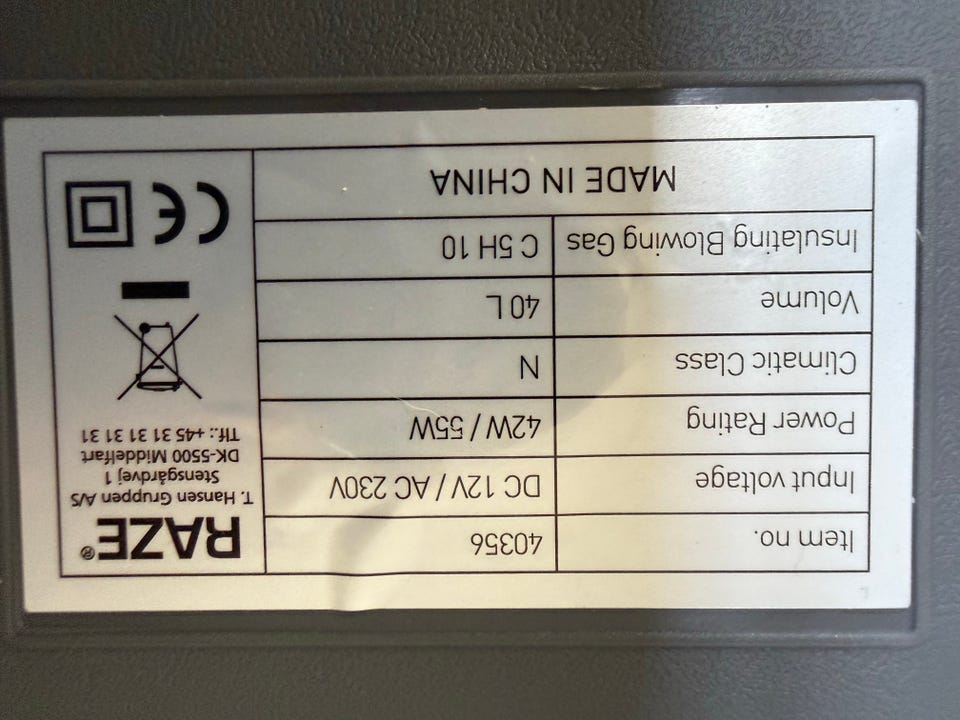 Item no. 40356
Input voltage DC 12V / AC 230V
Power Rating 42W / 55W
Climatic Class N
Volume 40 L
Insulating Blowing Gas C 5H 10
MADE IN CHINA
RAZE®
T. Hansen Gruppen A/S
Stensgårdvej 1
DK-5500 Middelfart
Tlf.: +45 31 31 31 31
CE